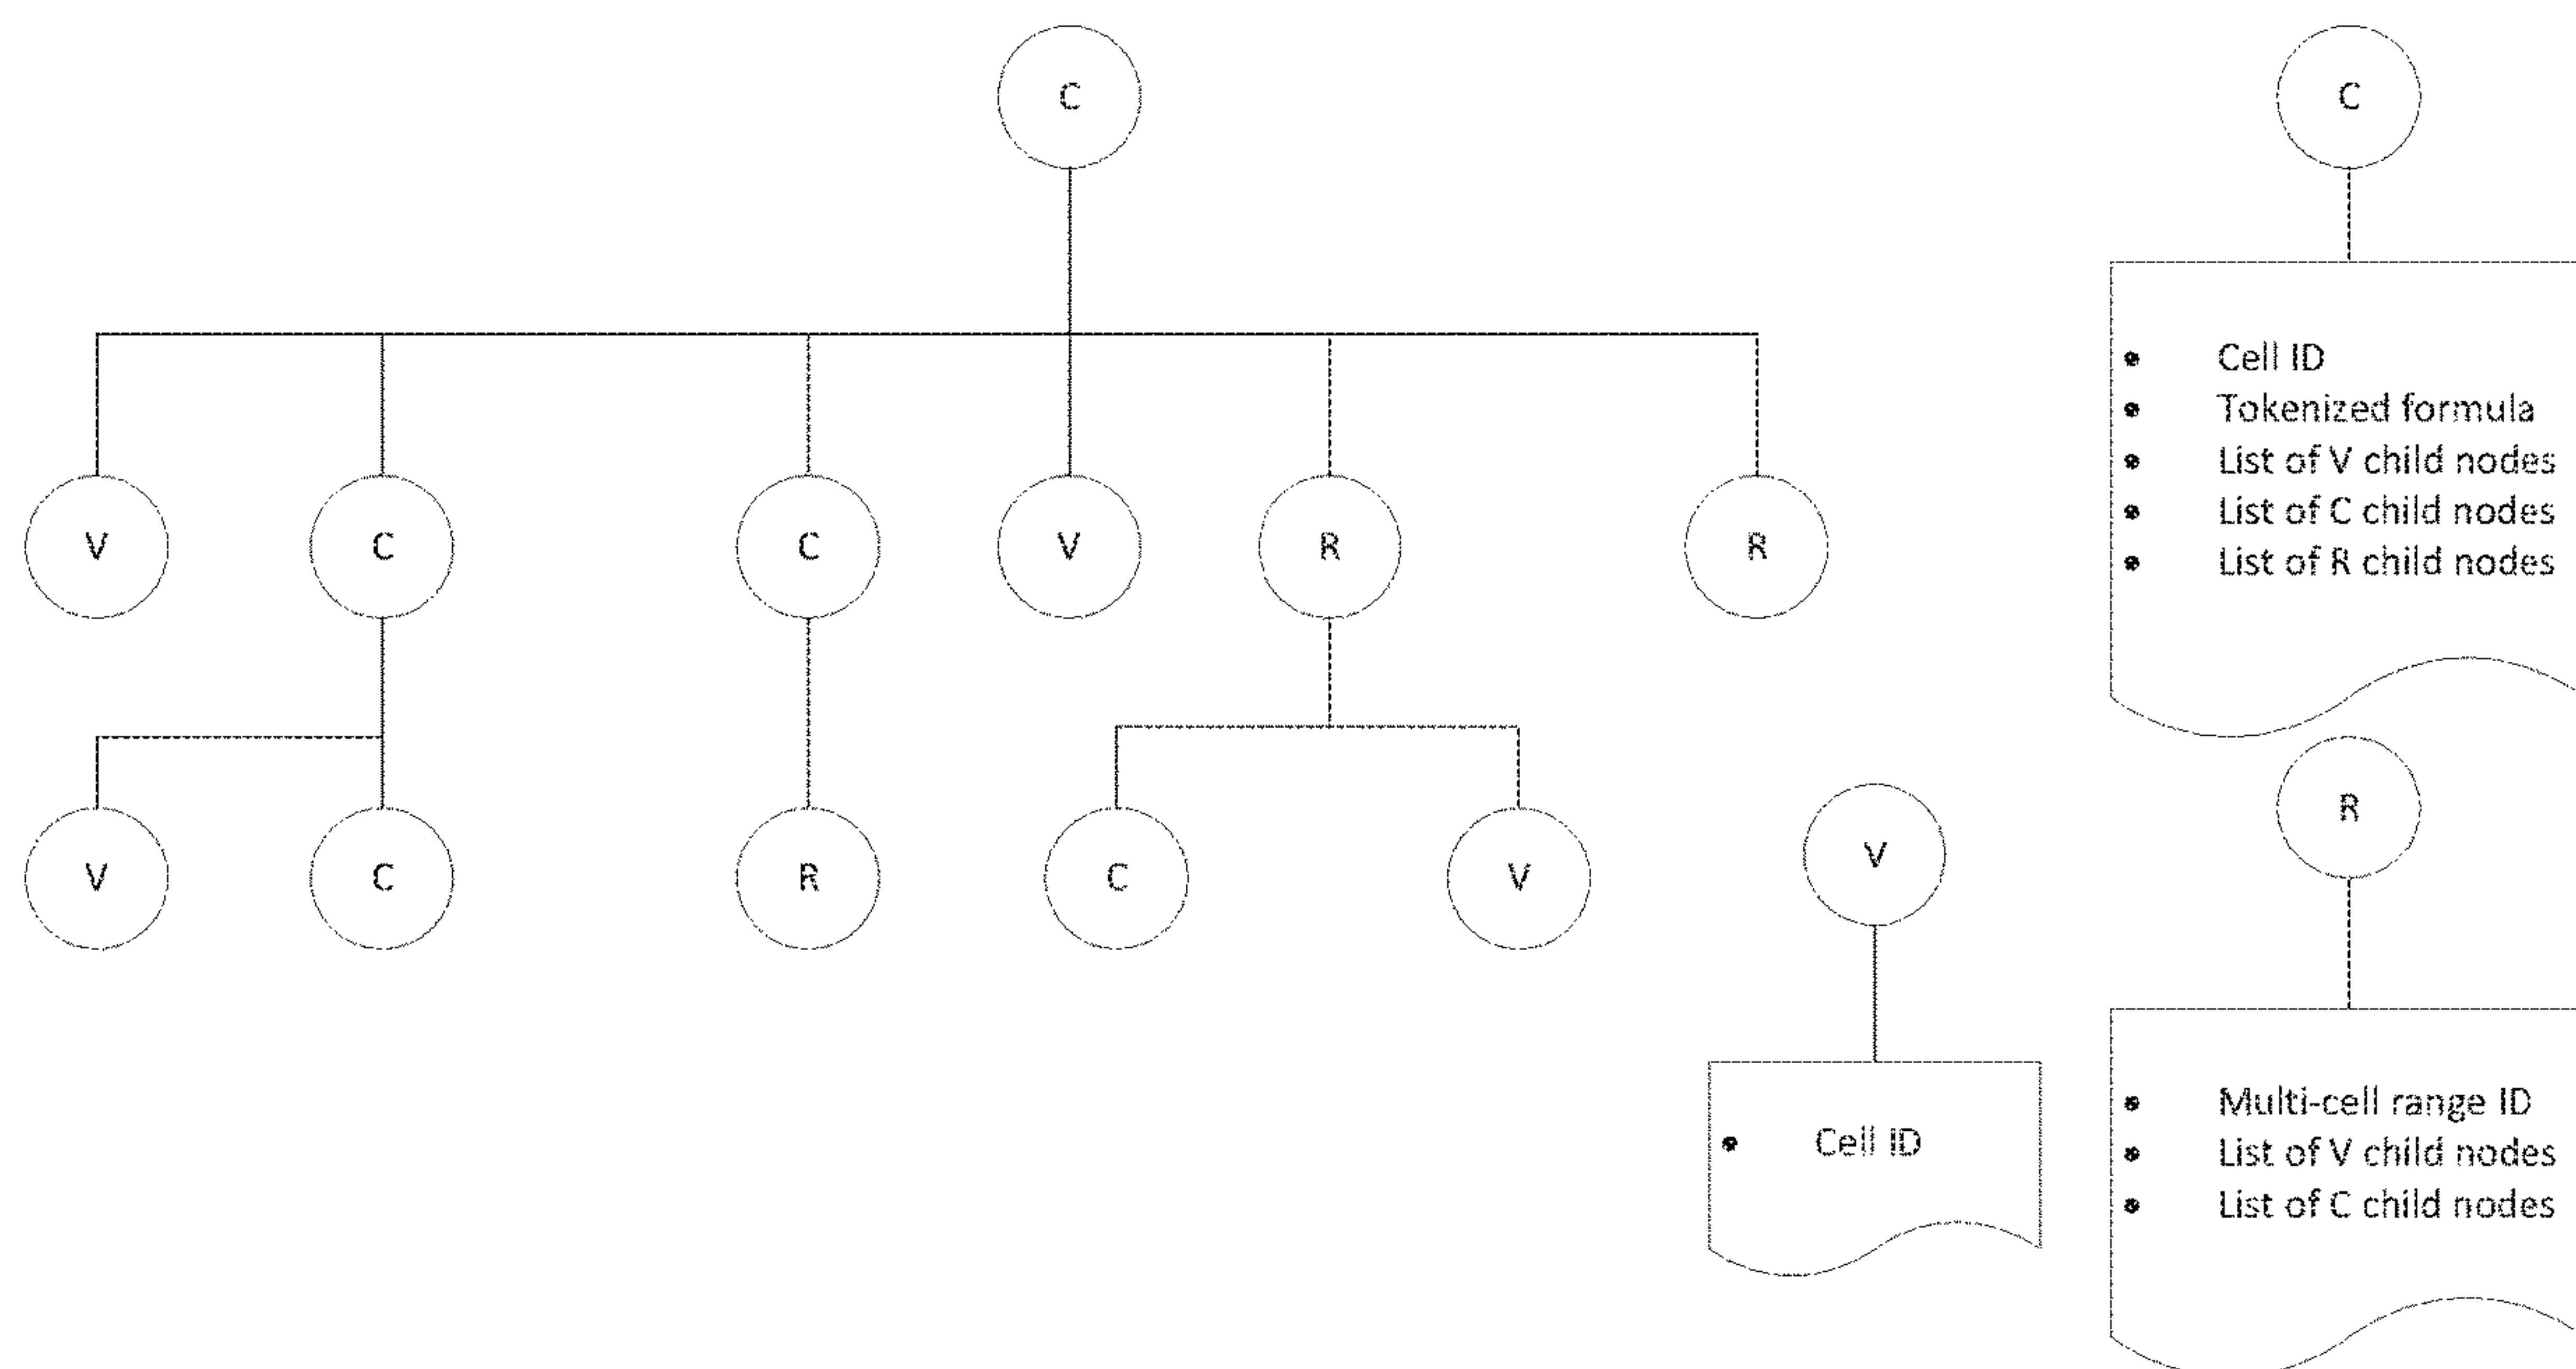 C
V
C
C
V
R
R
V
C
R
C
V
C
• Cell ID
• Tokenized formula
• List of V child nodes
• List of C child nodes
• List of R child nodes
V
• Cell ID
R
• Multi-cell range ID
• List of V child nodes
• List of C child nodes